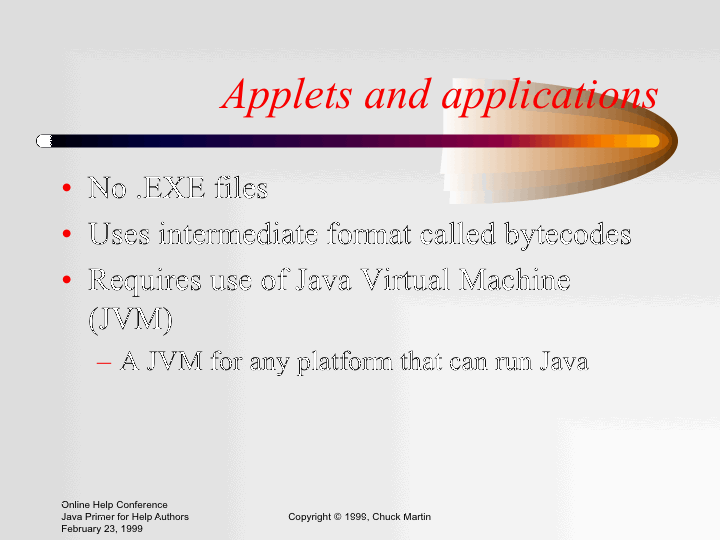 Applets and applications
• No .EXE files
• Uses intermediate format called bytecodes
• Requires use of Java Virtual Machine
(JVM)
– A JVM for any platform that can run Java
Online Help Conference
Java Primer for Help Authors
February 23, 1999
Copyright © 1999, Chuck Martin